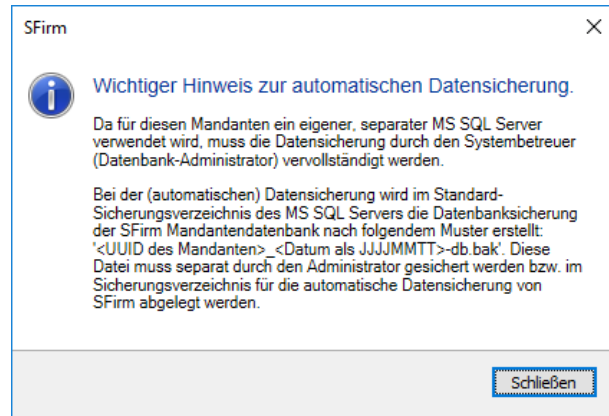 SFirm
Wichtiger Hinweis zur automatischen Datensicherung.
Da für diesen Mandanten ein eigener, separater MS SQL Server
verwendet wird, muss die Datensicherung durch den Systembetreuer
(Datenbank-Administrator) vervollständigt werden.
Bei der (automatischen) Datensicherung wird im Standard-
Sicherungsverzeichnis des MS SQL Servers die Datenbanksicherung
der SFirm Mandantendatenbank nach folgendem Muster erstellt:
'<UUID des Mandanten>_<Datum als JJJJMMTT>-db.bak'. Diese
Datei muss separat durch den Administrator gesichert werden bzw. im
Sicherungsverzeichnis für die automatische Datensicherung von
SFirm abgelegt werden.
Schließen